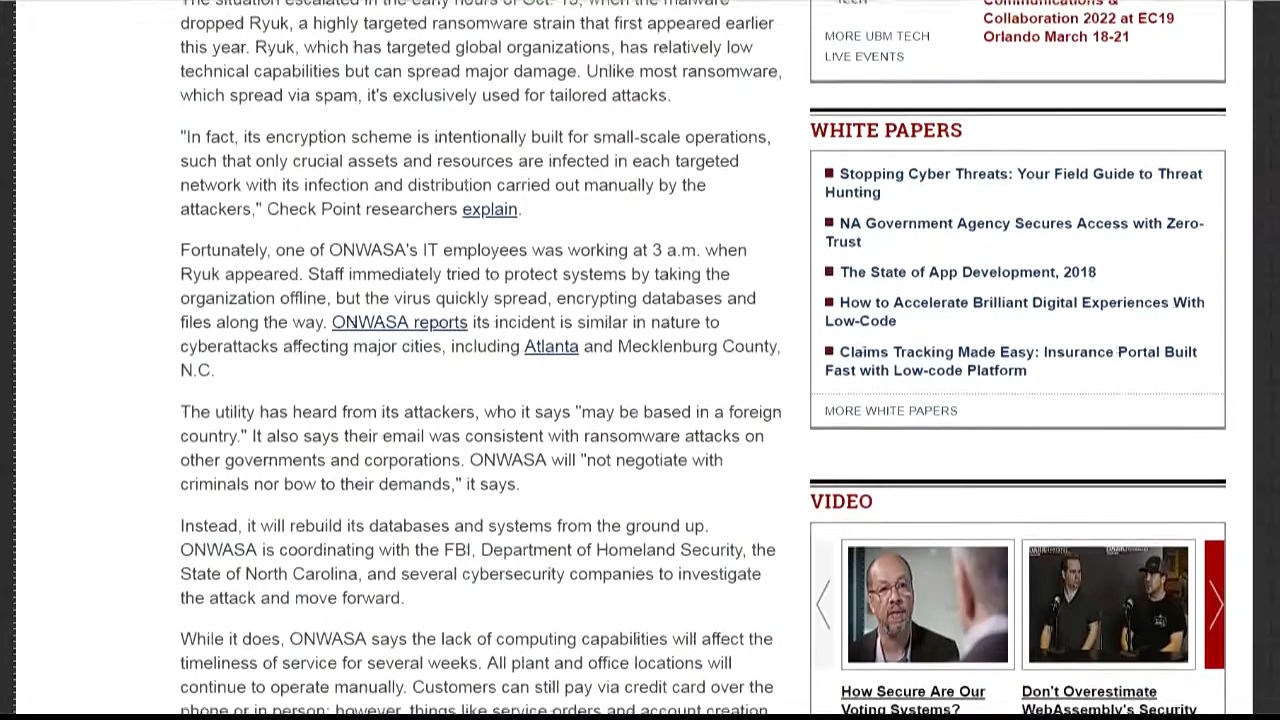 The situation escalated in the early hours of Oct. 13, when the malware
dropped Ryuk, a highly targeted ransomware strain that first appeared earlier
this year. Ryuk, which has targeted global organizations, has relatively low
technical capabilities but can spread major damage. Unlike most ransomware,
which spread via spam, it's exclusively used for tailored attacks.
"In fact, its encryption scheme is intentionally built for small-scale operations,
such that only crucial assets and resources are infected in each targeted
network with its infection and distribution carried out manually by the
attackers," Check Point researchers explain.
Fortunately, one of ONWASA's IT employees was working at 3 a.m. when
Ryuk appeared. Staff immediately tried to protect systems by taking the
organization offline, but the virus quickly spread, encrypting databases and
files along the way. ONWASA reports its incident is similar in nature to
cyberattacks affecting major cities, including Atlanta and Mecklenburg County,
N.C.
The utility has heard from its attackers, who it says "may be based in a foreign
country." It also says their email was consistent with ransomware attacks on
other governments and corporations. ONWASA will "not negotiate with
criminals nor bow to their demands," it says.
Instead, it will rebuild its databases and systems from the ground up.
ONWASA is coordinating with the FBI, Department of Homeland Security, the
State of North Carolina, and several cybersecurity companies to investigate
the attack and move forward.
While it does, ONWASA says the lack of computing capabilities will affect the
timeliness of service for several weeks. All plant and office locations will
continue to operate manually. Customers can still pay via credit card over the
phone or in person; however, things like service orders and account creation
TECH
MORE UBM TECH
LIVE EVENTS
Communications &
Collaboration 2022 at EC19
Orlando March 18-21
WHITE PAPERS
Stopping Cyber Threats: Your Field Guide to Threat
Hunting
NA Government Agency Secures Access with Zero-
Trust
The State of App Development, 2018
How to Accelerate Brilliant Digital Experiences With
Low-Code
Claims Tracking Made Easy: Insurance Portal Built
Fast with Low-code Platform
MORE WHITE PAPERS
VIDEO
How Secure Are Our
Voting Systems?
Don't Overestimate
WebAssembly's Security